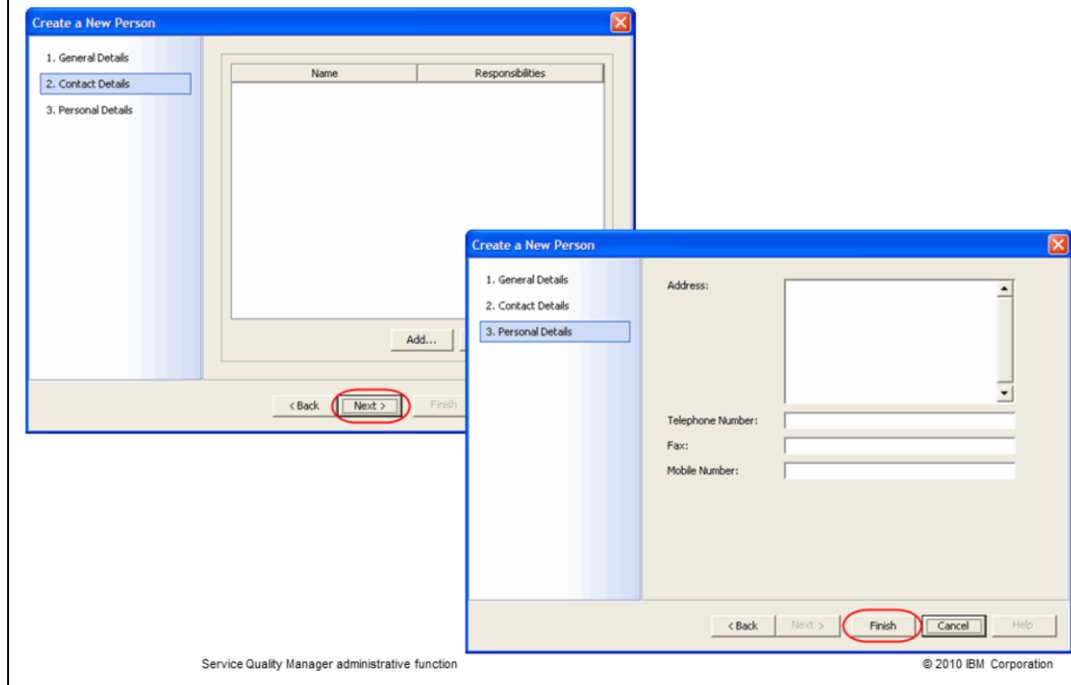 Create a New Person
1. General Details
2. Contact Details
3. Personal Details
Name Responsibilities
Add...
< Back Next > Finish
Create a New Person
1. General Details
2. Contact Details
3. Personal Details
Address:
Telephone Number:
Fax:
Mobile Number:
< Back Next > Finish Cancel Help
Service Quality Manager administrative function © 2010 IBM Corporation